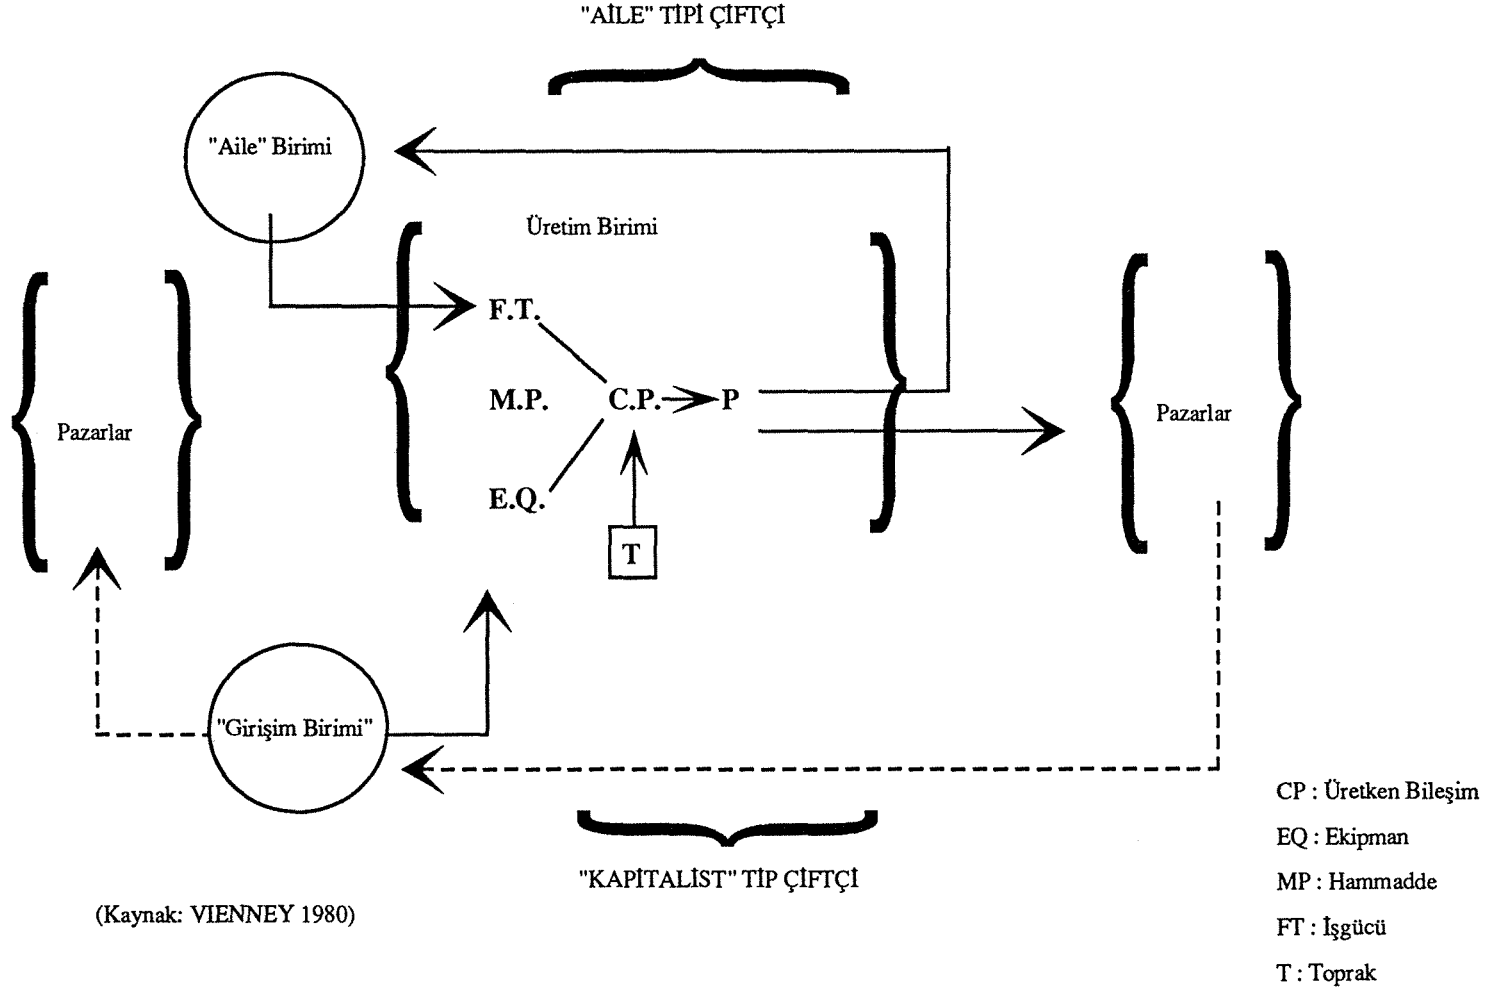 "AİLE" TİPİ ÇİFTÇİ
"Aile" Birimi
Üretim Birimi
F.T.
M.P.
C.P.
P
E.Q.
T
Pazarlar
Pazarlar
"Girişim Birimi"
"KAPİTALİST" TİP ÇİFTÇİ
(Kaynak: VIENNEY 1980)
CP : Üretken Bileşim
EQ : Ekipman
MP : Hammadde
FT : İşgücü
T : Toprak